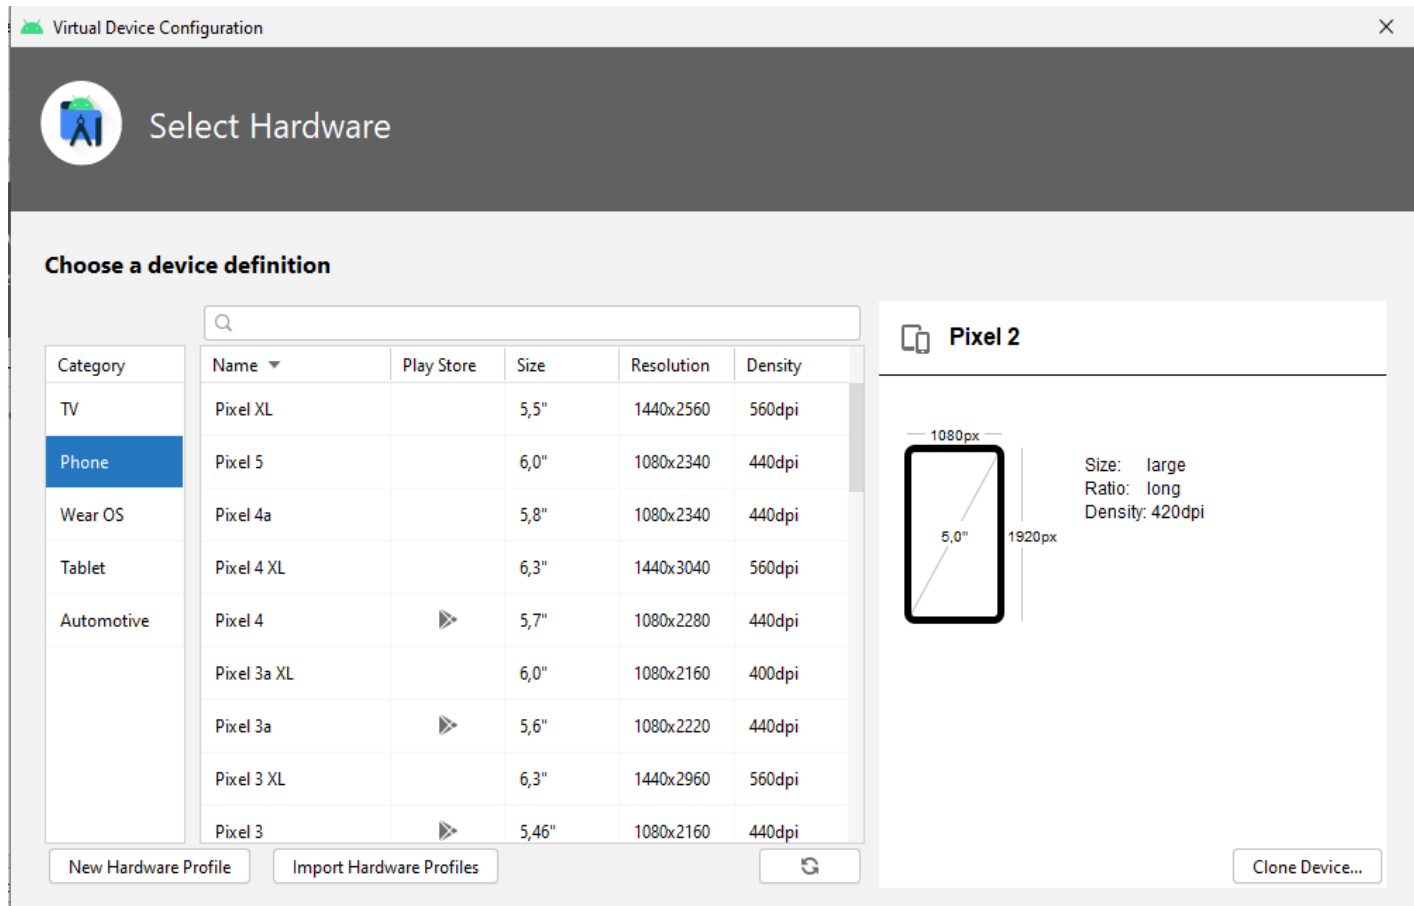 Virtual Device Configuration
Select Hardware
Choose a device definition
Category
TV
Phone
Wear OS
Tablet
Automotive
Name Play Store Size Resolution Density
Pixel XL 5,5" 1440x2560 560dpi
Pixel 5 6,0" 1080x2340 440dpi
Pixel 4a 5,8" 1080x2340 440dpi
Pixel 4 XL 6,3" 1440x3040 560dpi
Pixel 4 5,7" 1080x2280 440dpi
Pixel 3a XL 6,0" 1080x2160 400dpi
Pixel 3a 5,6" 1080x2220 440dpi
Pixel 3 XL 6,3" 1440x2960 560dpi
Pixel 3 5,46" 1080x2160 440dpi
New Hardware Profile Import Hardware Profiles
Pixel 2
1080px
5,0"
1920px
Size: large
Ratio: long
Density: 420dpi
Clone Device...